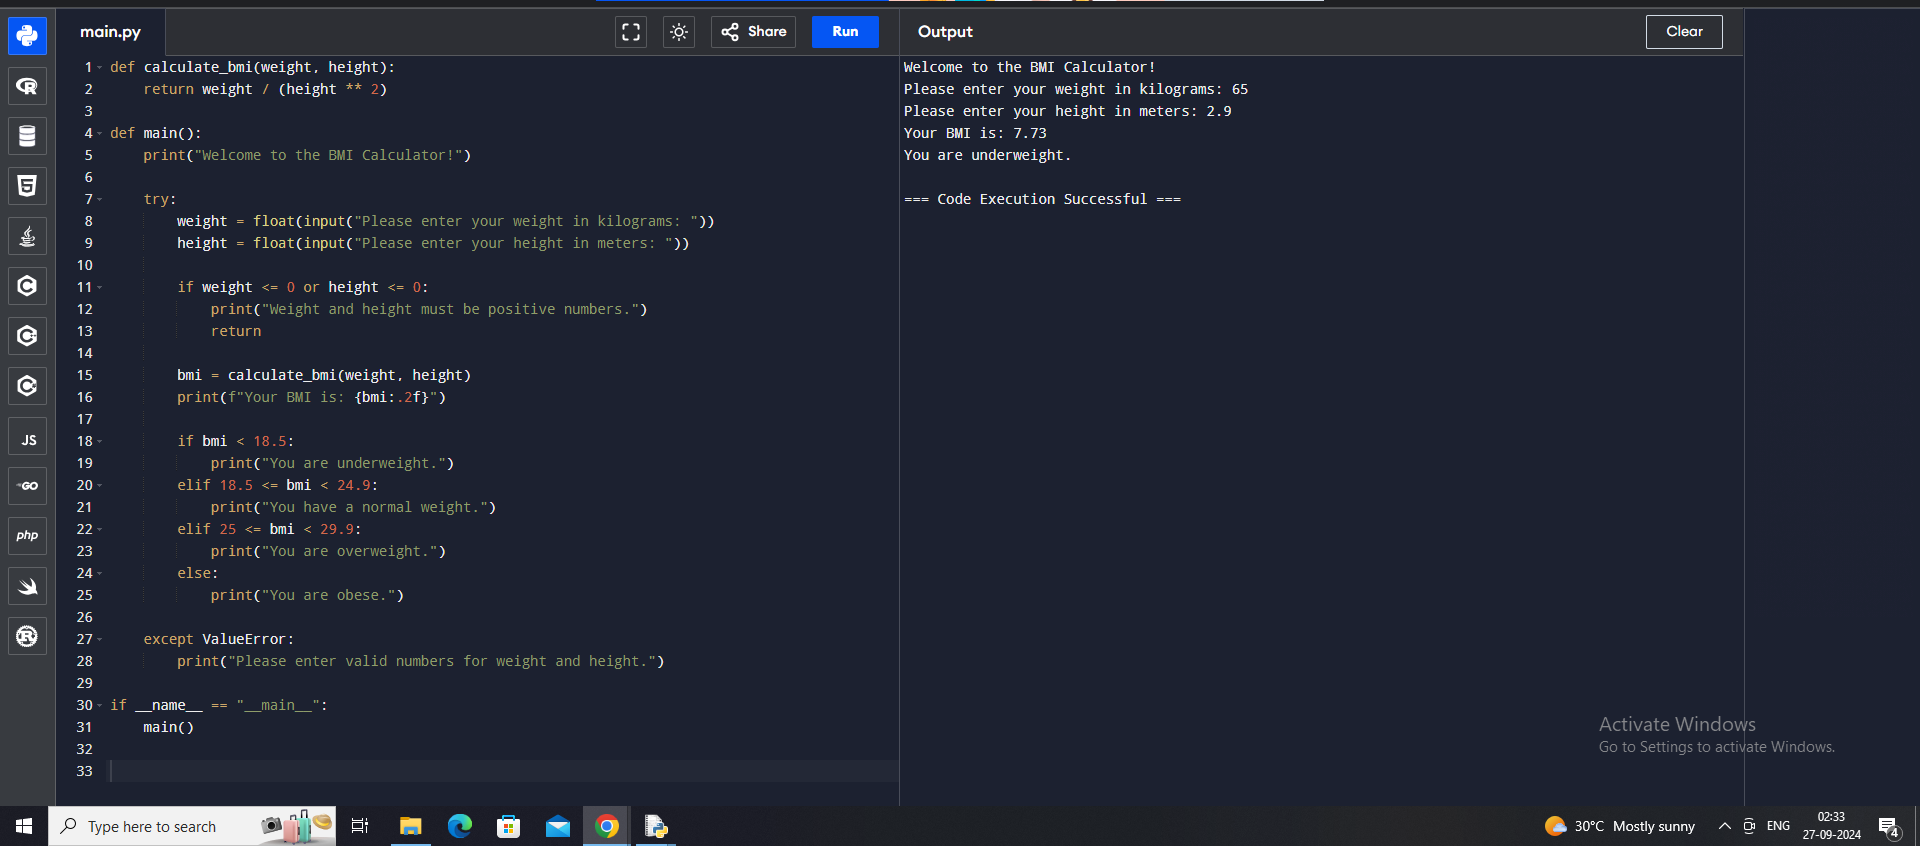 main.py
Share
Run
Output
Clear
1 def calculate_bmi(weight, height):
2     return weight / (height ** 2)
3
4 def main():
5     print("Welcome to the BMI Calculator!")
6
7     try:
8         weight = float(input("Please enter your weight in kilograms: "))
9         height = float(input("Please enter your height in meters: "))
10
11         if weight <= 0 or height <= 0:
12             print("Weight and height must be positive numbers.")
13             return
14
15         bmi = calculate_bmi(weight, height)
16         print(f"Your BMI is: {bmi:.2f}")
17
18         if bmi < 18.5:
19             print("You are underweight.")
20         elif 18.5 <= bmi < 24.9:
21             print("You have a normal weight.")
22         elif 25 <= bmi < 29.9:
23             print("You are overweight.")
24         else:
25             print("You are obese.")
26
27     except ValueError:
28         print("Please enter valid numbers for weight and height.")
29
30 if __name__ == "__main__":
31     main()
32
33
Welcome to the BMI Calculator!
Please enter your weight in kilograms: 65
Please enter your height in meters: 2.9
Your BMI is: 7.73
You are underweight.
=== Code Execution Successful ===
R
5
C
C
C
JS
GO
php
R
Activate Windows
Go to Settings to activate Windows.
Type here to search
30°C Mostly sunny
ENG
02:33
27-09-2024
4